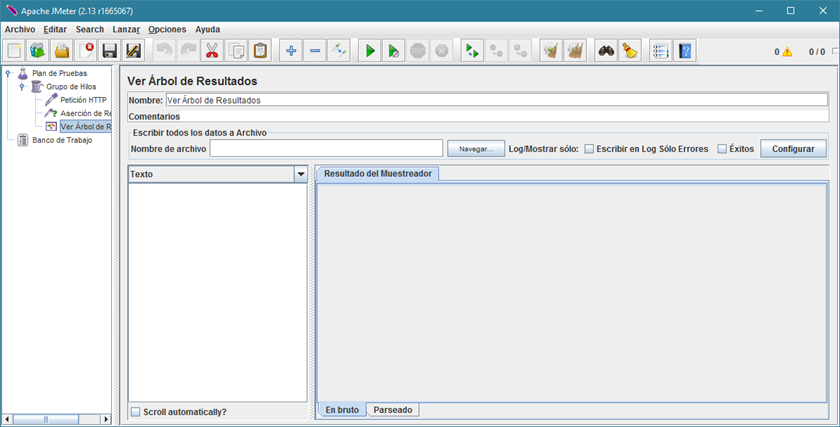 Apache JMeter (2.13 r1665067)
Archivo Editar Search Lanzar Opciones Ayuda
0 0 / 0
Plan de Pruebas
Grupo de Hilos
Petición HTTP
Aserción de Re
Ver Árbol de R
Banco de Trabajo
Ver Árbol de Resultados
Nombre: Ver Árbol de Resultados
Comentarios
Escribir todos los datos a Archivo
Nombre de archivo Navegar... Log/Mostrar sólo: Escribir en Log Sólo Errores Éxitos Configurar
Texto
Resultado del Muestreador
Scroll automatically?
En bruto Parseado